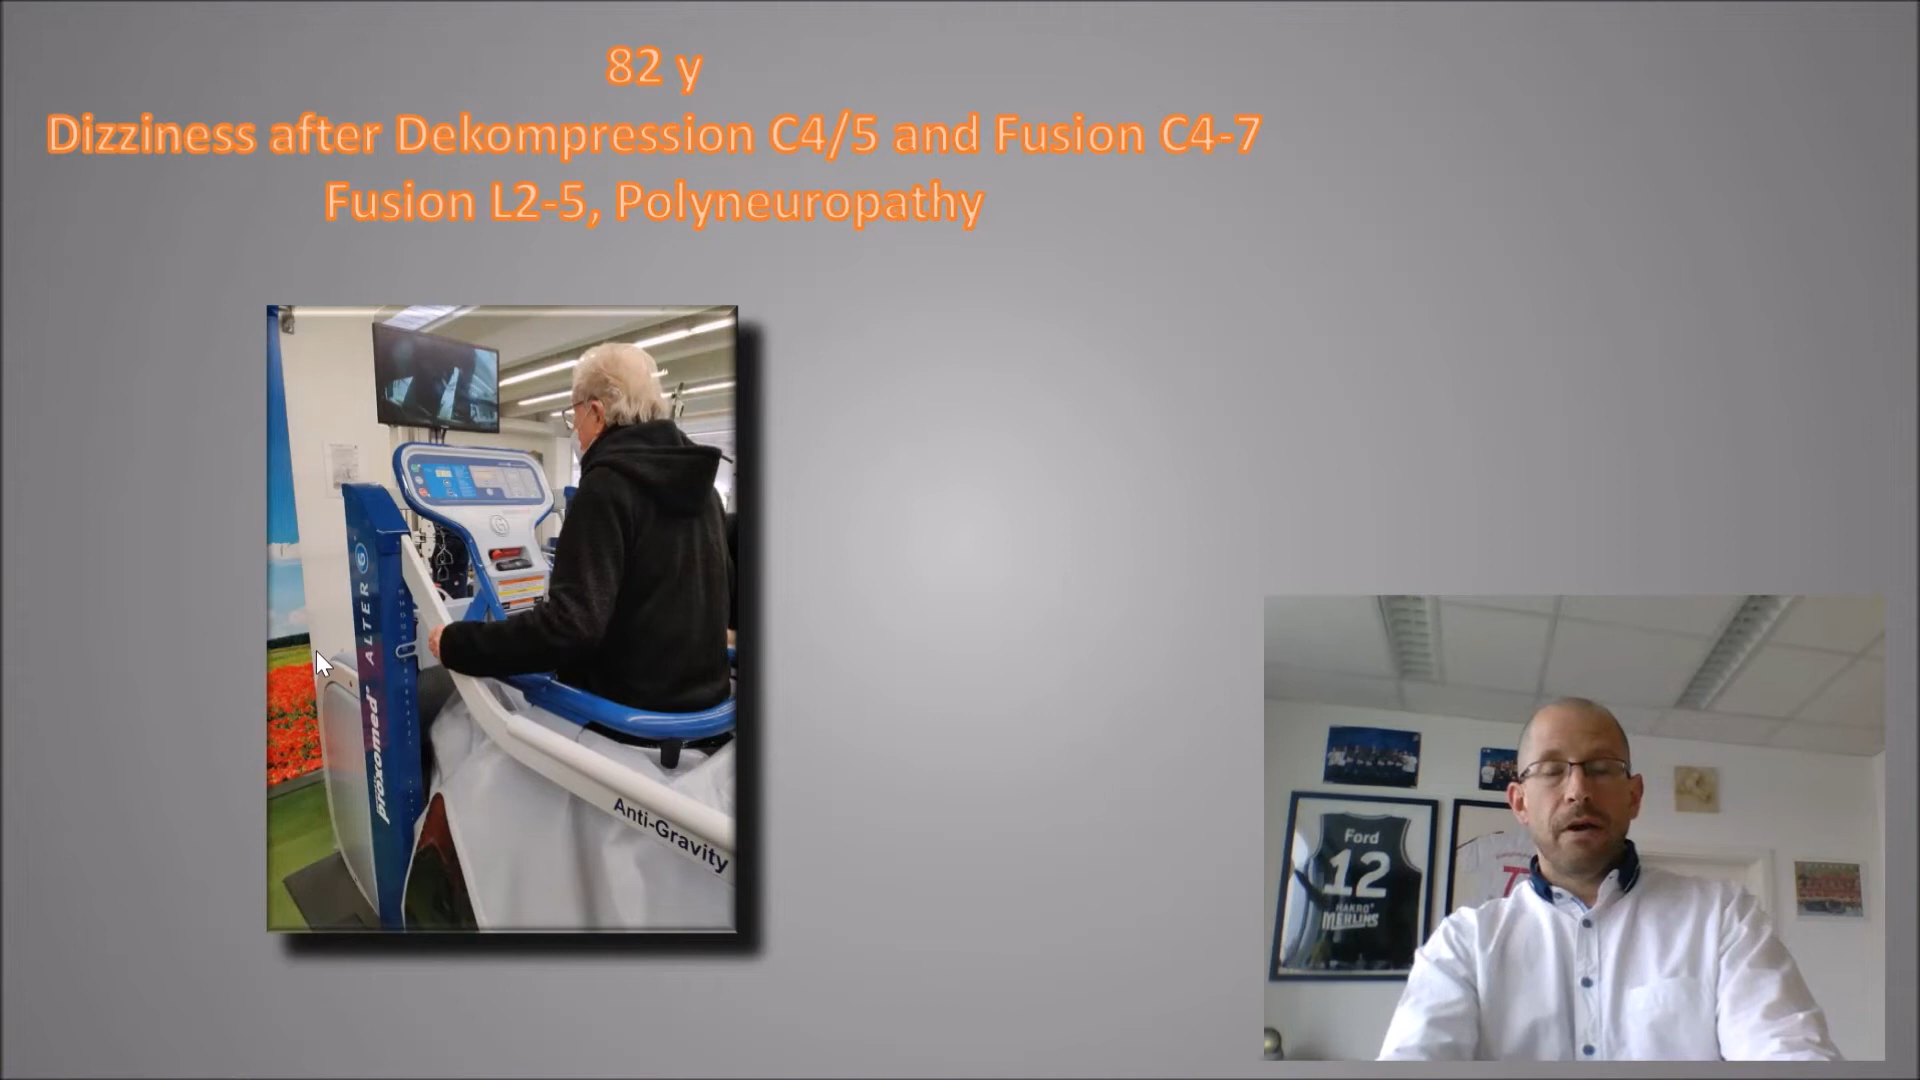 82 y
Dizziness after Dekompression C4/5 and Fusion C4-7
Fusion L2-5, Polyneuropathy
ALTER G
proxomed®
Anti-Gravity
Ford
12
HAKRO
MERLINS